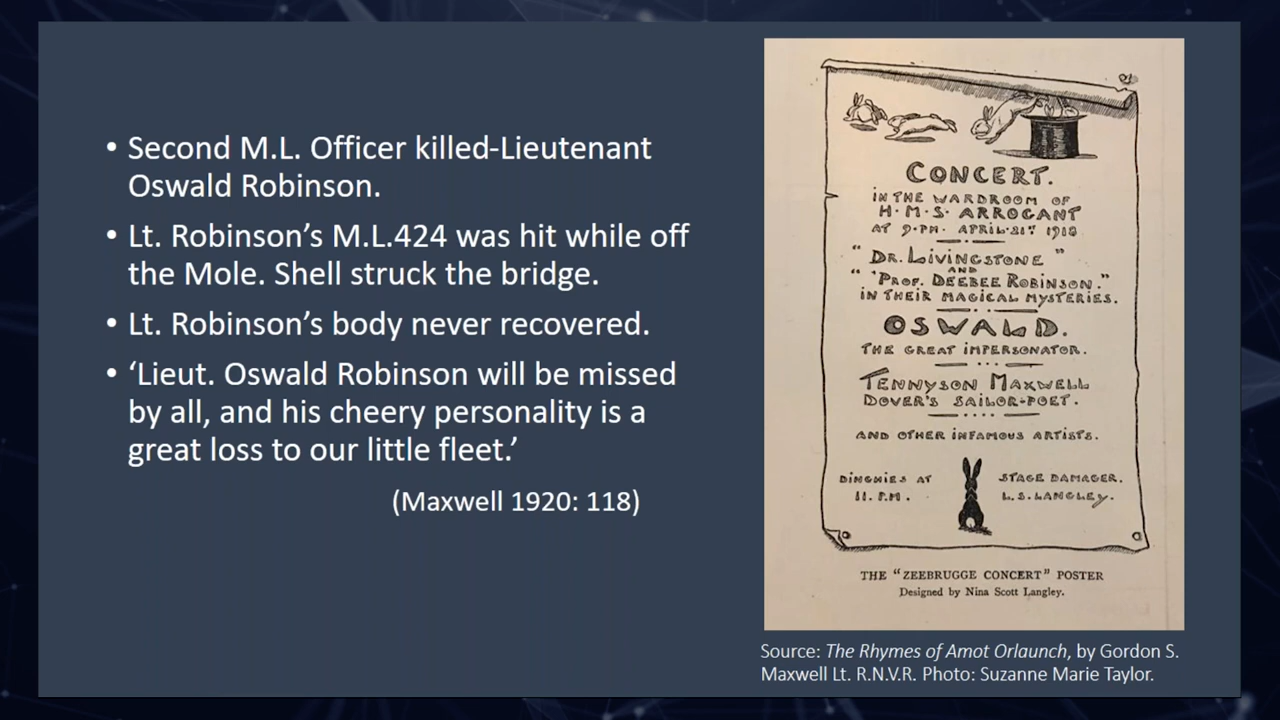 • Second M.L. Officer killed-Lieutenant
Oswald Robinson.
• Lt. Robinson’s M.L.424 was hit while off
the Mole. Shell struck the bridge.
• Lt. Robinson’s body never recovered.
• ‘Lieut. Oswald Robinson will be missed
by all, and his cheery personality is a
great loss to our little fleet.’
(Maxwell 1920: 118)
CONCERT.
IN THE WARDROOM OF
H·M·S· ARROGANT
AT 9·PM· APRIL·21ST 1918
"DR. LIVINGSTONE"
AND
"PROF. DEEBEE ROBINSON."
IN THEIR MAGICAL MYSTERIES.
OSWALD.
THE GREAT IMPERSONATOR.
TENNYSON MAXWELL
DOVER'S SAILOR-POET.
AND OTHER INFAMOUS ARTISTS.
DINGHIES AT
11. P.M.
STAGE DAMAGER.
L.S. LANGLEY.
THE "ZEEBRUGGE CONCERT" POSTER
Designed by Nina Scott Langley.
Source: The Rhymes of Amot Orlaunch, by Gordon S.
Maxwell Lt. R.N.V.R. Photo: Suzanne Marie Taylor.